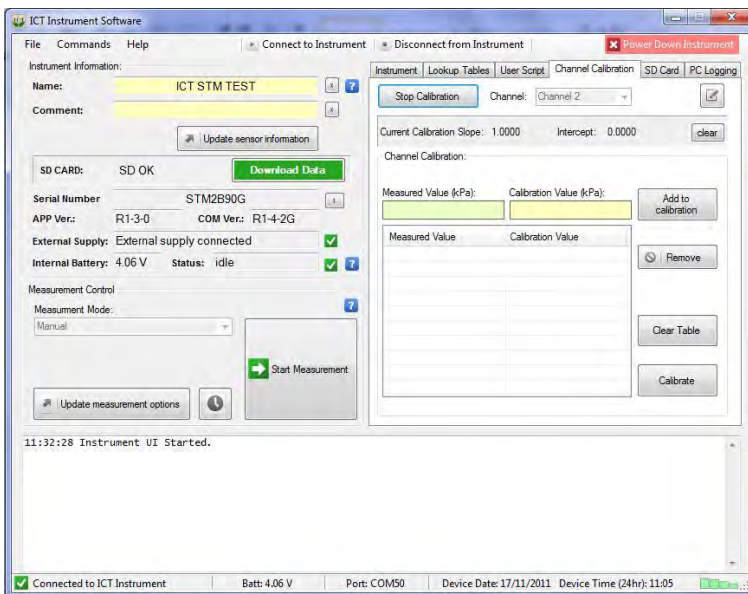 ICT Instrument Software
File Commands Help Connect to Instrument Disconnect from Instrument Power Down Instrument
Instrument Information:
Name: ICT STM TEST
Comment:
Update sensor information
SD CARD: SD OK Download Data
Serial Number STM2B90G
APP Ver.: R1-3-0 COM Ver.: R1-4-2G
External Supply: External supply connected
Internal Battery: 4.06 V Status: idle
Measurement Control
Measurment Mode:
Manual
Start Measurement
Update measurement options
Instrument Lookup Tables User Script Channel Calibration SD Card PC Logging
Stop Calibration Channel: Channel 2
Current Calibration Slope: 1.0000 Intercept: 0.0000 clear
Channel Calibration:
Measured Value (kPa): Calibration Value (kPa):
Add to
calibration
Measured Value Calibration Value
Remove
Clear Table
Calibrate
11:32:28 Instrument UI Started.
Connected to ICT Instrument Batt: 4.06 V Port: COM50 Device Date: 17/11/2011 Device Time (24hr): 11:05